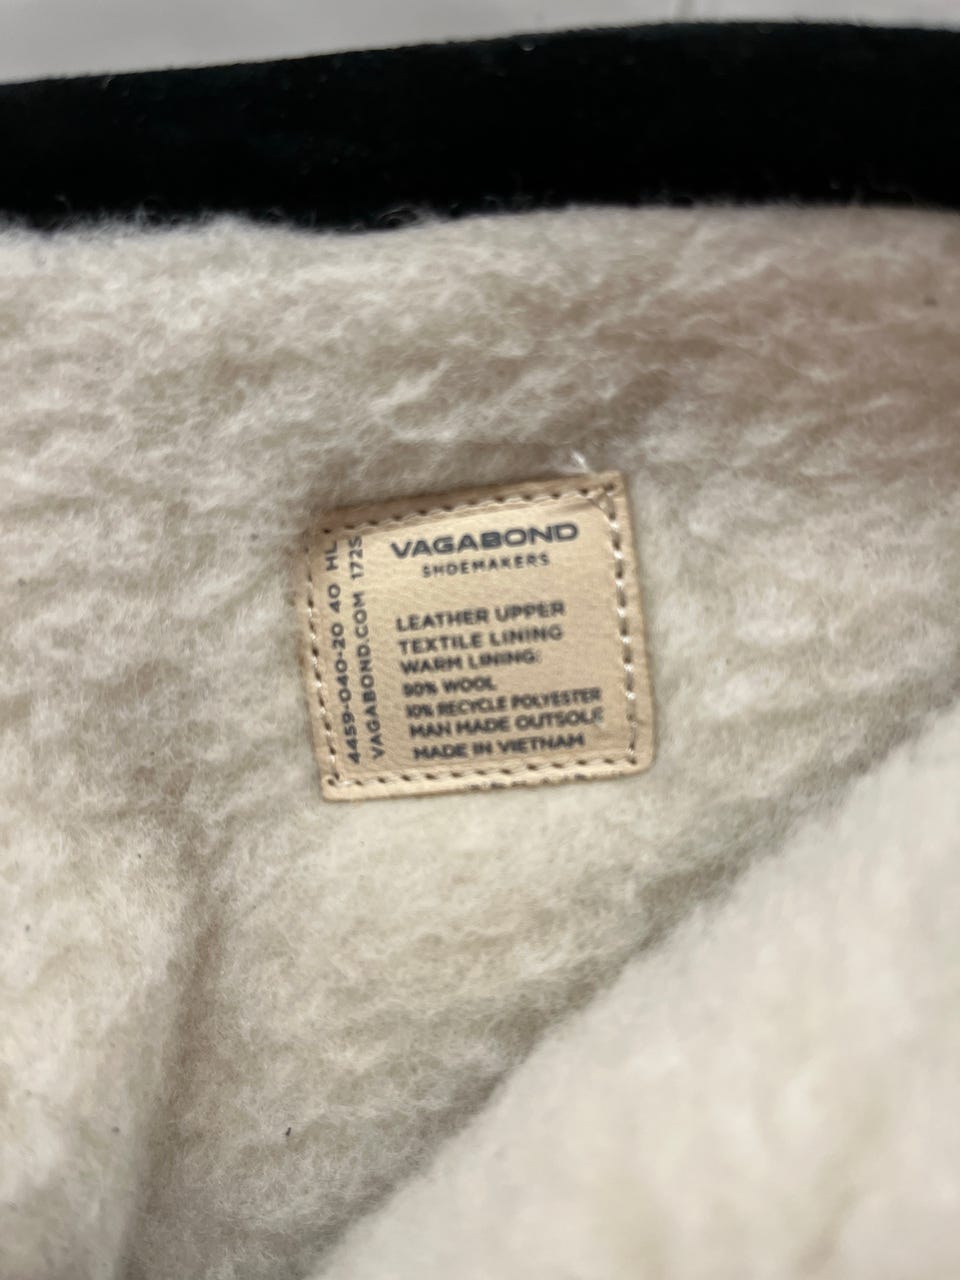 VAGABOND
SHOEMAKERS
LEATHER UPPER
TEXTILE LINING
WARM LINING:
90% WOOL
10% RECYCLE POLYESTER
MAN MADE OUTSOLE
MADE IN VIETNAM
4459-040-20 40 HL
VAGABOND.COM 172S